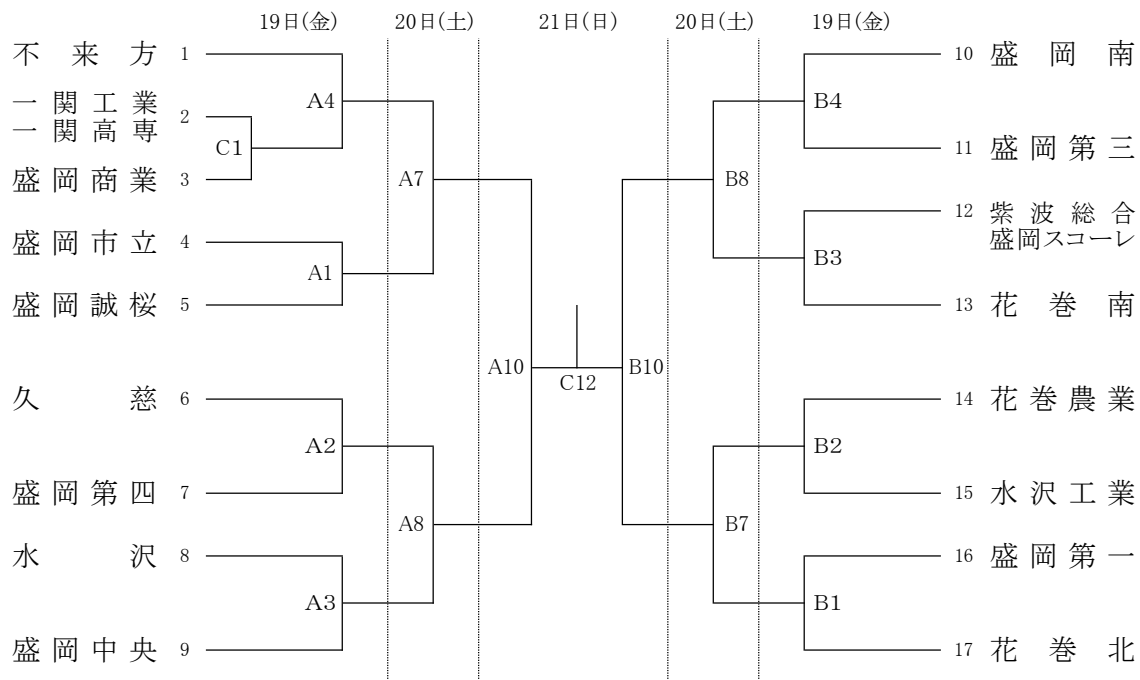 19日(金) 20日(土) 21日(日) 20日(土) 19日(金)
不来方 1
一関工業
一関高専 2
盛岡商業 3
盛岡市立 4
盛岡誠桜 5
久慈 6
盛岡第四 7
水沢 8
盛岡中央 9
A4
C1
A7
A1
A10
A2
A8
A3
C12
B10
B4
B8
B3
B2
B7
B1
10 盛岡南
11 盛岡第三
12 紫波総合
盛岡スコーレ
13 花巻南
14 花巻農業
15 水沢工業
16 盛岡第一
17 花巻北